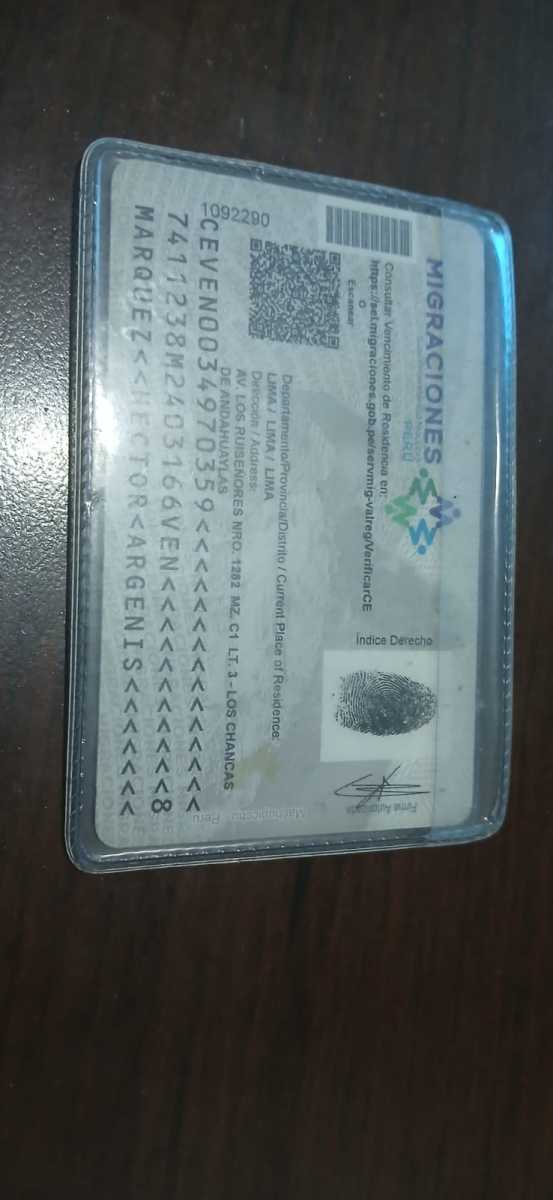 MIGRACIONES
PERÚ
Consultar Vencimiento de Residencia en:
https://sel.migraciones.gob.pe/servmig-valreg/VerificarCE
O
Escanear
1092290
Índice Derecho
Departamento/Provincia/Distrito / Current Place of Residence:
LIMA / LIMA / LIMA
Dirección / Address:
AV. LOS RUISEÑORES NRO. 1282 MZ. C1 LT. 3 - LOS CHANCAS
DE ANDAHUAYLAS
Firma Autorizada
Machupicchu - Perú
CEVEN0034970359<<<<<<<<<<<<<<<
7411238M2403166VEN<<<<<<<<<<<8
MARQUEZ<<HECTOR<ARGENIS<<<<<<<